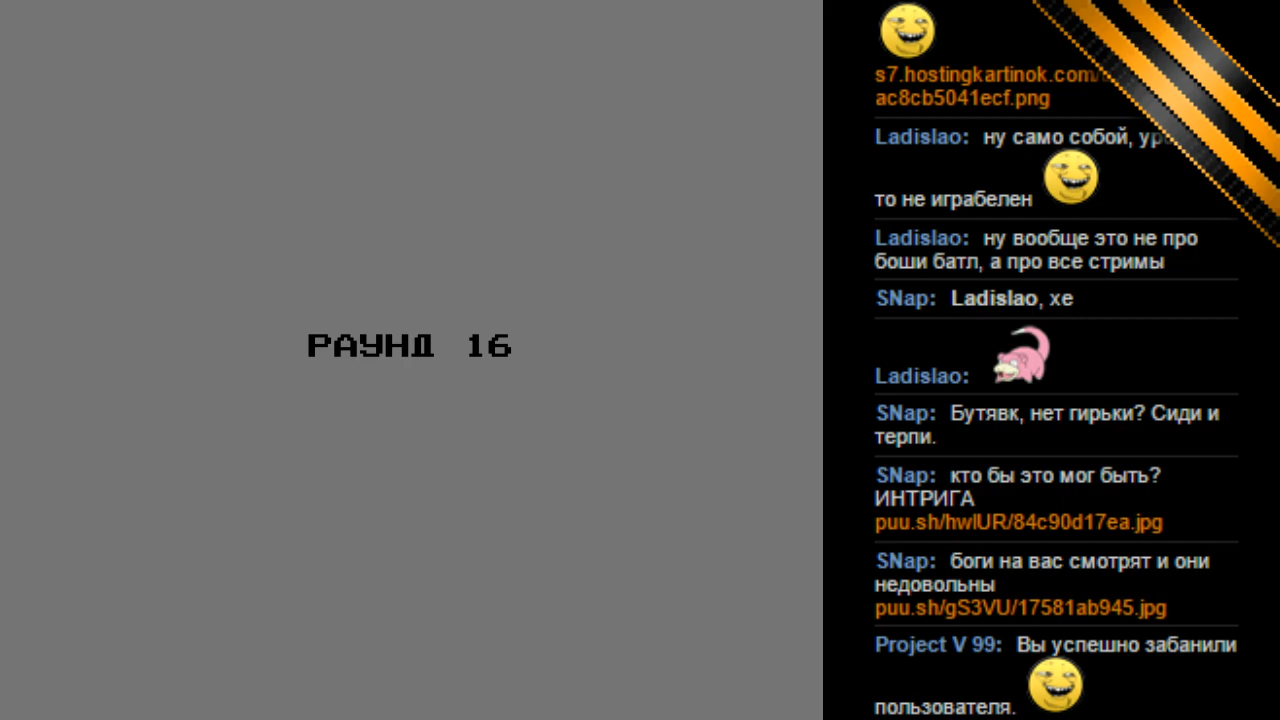 РАУНД 16
s7.hostingkartinok.com/
ac8cb5041ecf.png
Ladislao: ну само собой,
то не играбелен
Ladislao: ну вообще это не про
боши батл, а про все стримы
SNap: Ladislao, хе
Ladislao:
SNap: Бутявк, нет гирьки? Сиди и
терпи.
SNap: кто бы это мог быть?
ИНТРИГА
puu.sh/hwlUR/84c90d17ea.jpg
SNap: боги на вас смотрят и они
недовольны
puu.sh/gS3VU/17581ab945.jpg
Project V 99: Вы успешно забанили
пользователя.